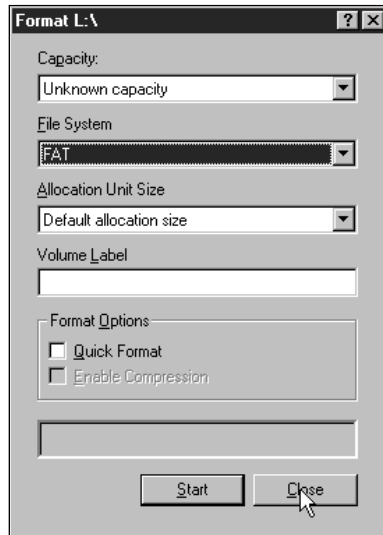 Format L:\
Capacity:
Unknown capacity
File System
FAT
Allocation Unit Size
Default allocation size
Volume Label
Format Options
Quick Format
Enable Compression
Start Close